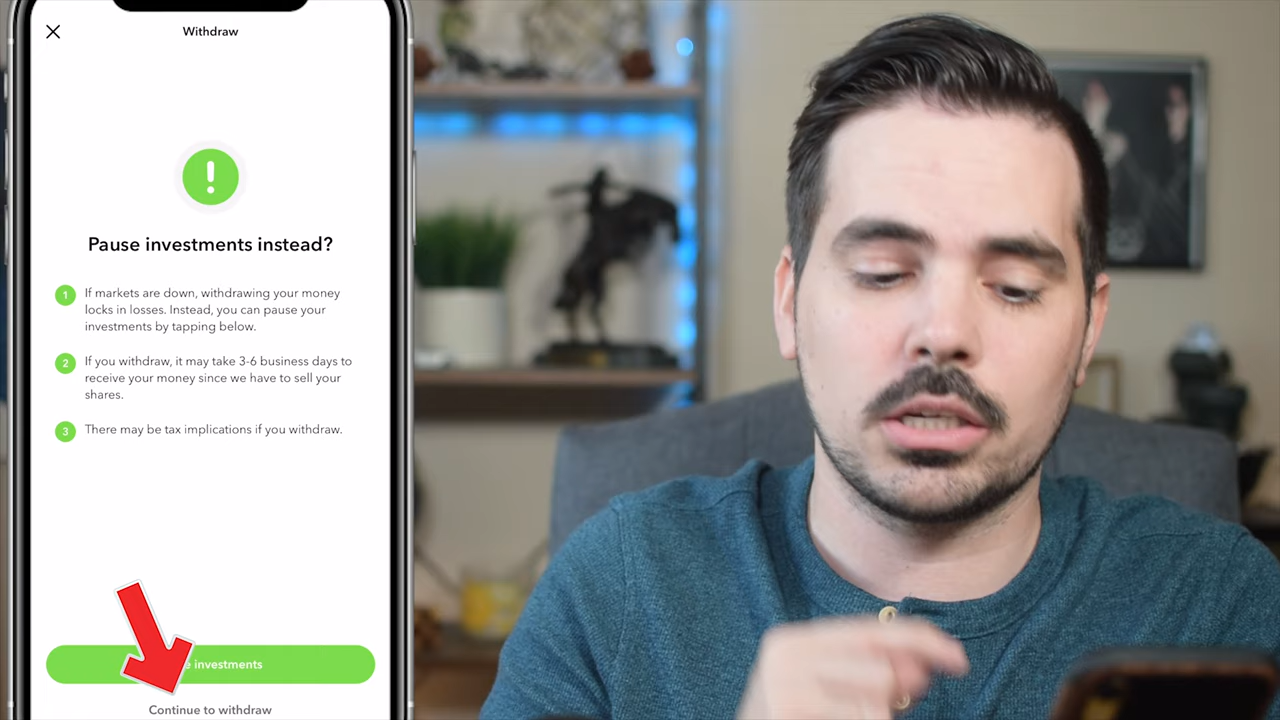 Withdraw
!
Pause investments instead?
1 If markets are down, withdrawing your money
locks in losses. Instead, you can pause your
investments by tapping below.
2 If you withdraw, it may take 3-6 business days to
receive your money since we have to sell your
shares.
3 There may be tax implications if you withdraw.
investments
Continue to withdraw